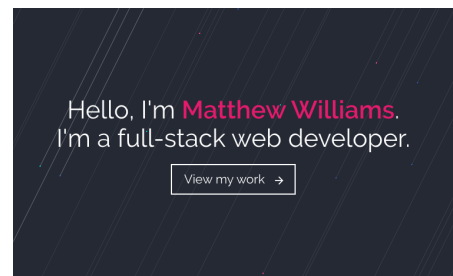 Hello, I'm Matthew Williams.
I'm a full-stack web developer.
View my work →